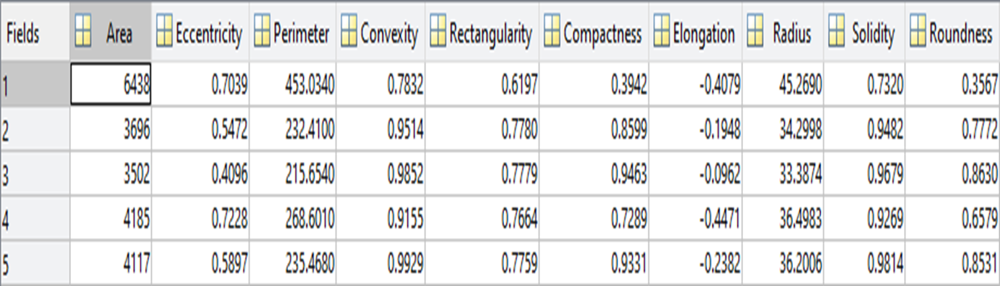 Fields Area Eccentricity Perimeter Convexity Rectangularity Compactness Elongation Radius Solidity Roundness
1 6438 0.7039 453.0340 0.7832 0.6197 0.3942 -0.4079 45.2690 0.7320 0.3567
2 3696 0.5472 232.4100 0.9514 0.7780 0.8599 -0.1948 34.2998 0.9482 0.7772
3 3502 0.4096 215.6540 0.9852 0.7779 0.9463 -0.0962 33.3874 0.9679 0.8630
4 4185 0.7228 268.6010 0.9155 0.7664 0.7289 -0.4471 36.4983 0.9269 0.6579
5 4117 0.5897 235.4680 0.9929 0.7759 0.9331 -0.2382 36.2006 0.9814 0.8531